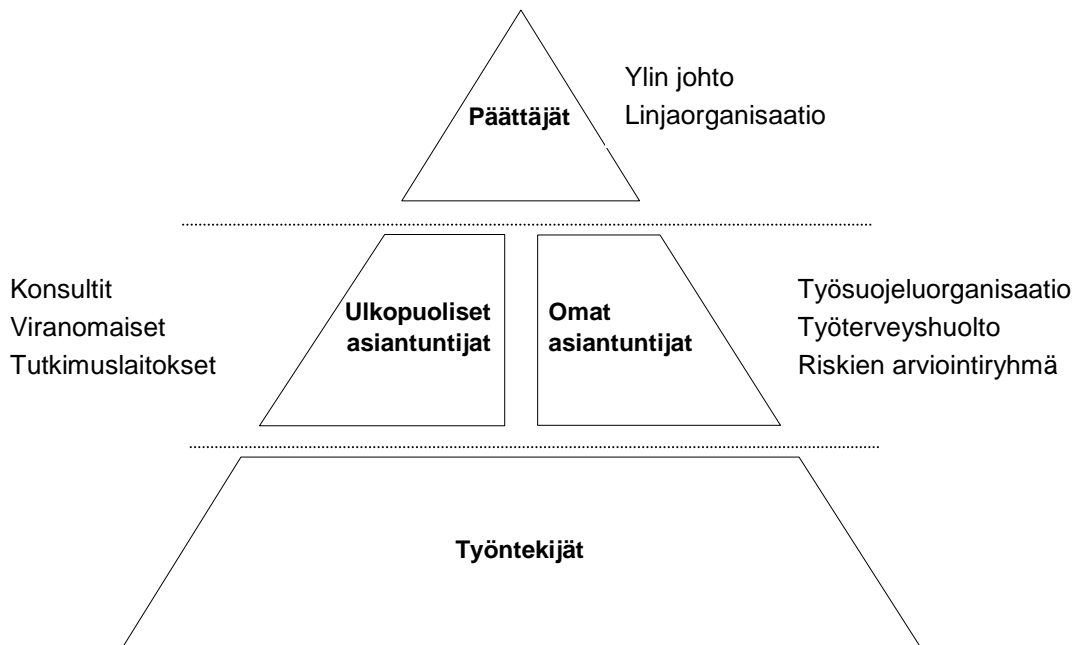 Ylin johto
Linjaorganisaatio
Päättäjät
Konsultit
Viranomaiset
Tutkimuslaitokset
Ulkopuoliset
asiantuntijat
Omat
asiantuntijat
Työsuojeluorganisaatio
Työterveyshuolto
Riskien arviointiryhmä
Työntekijät